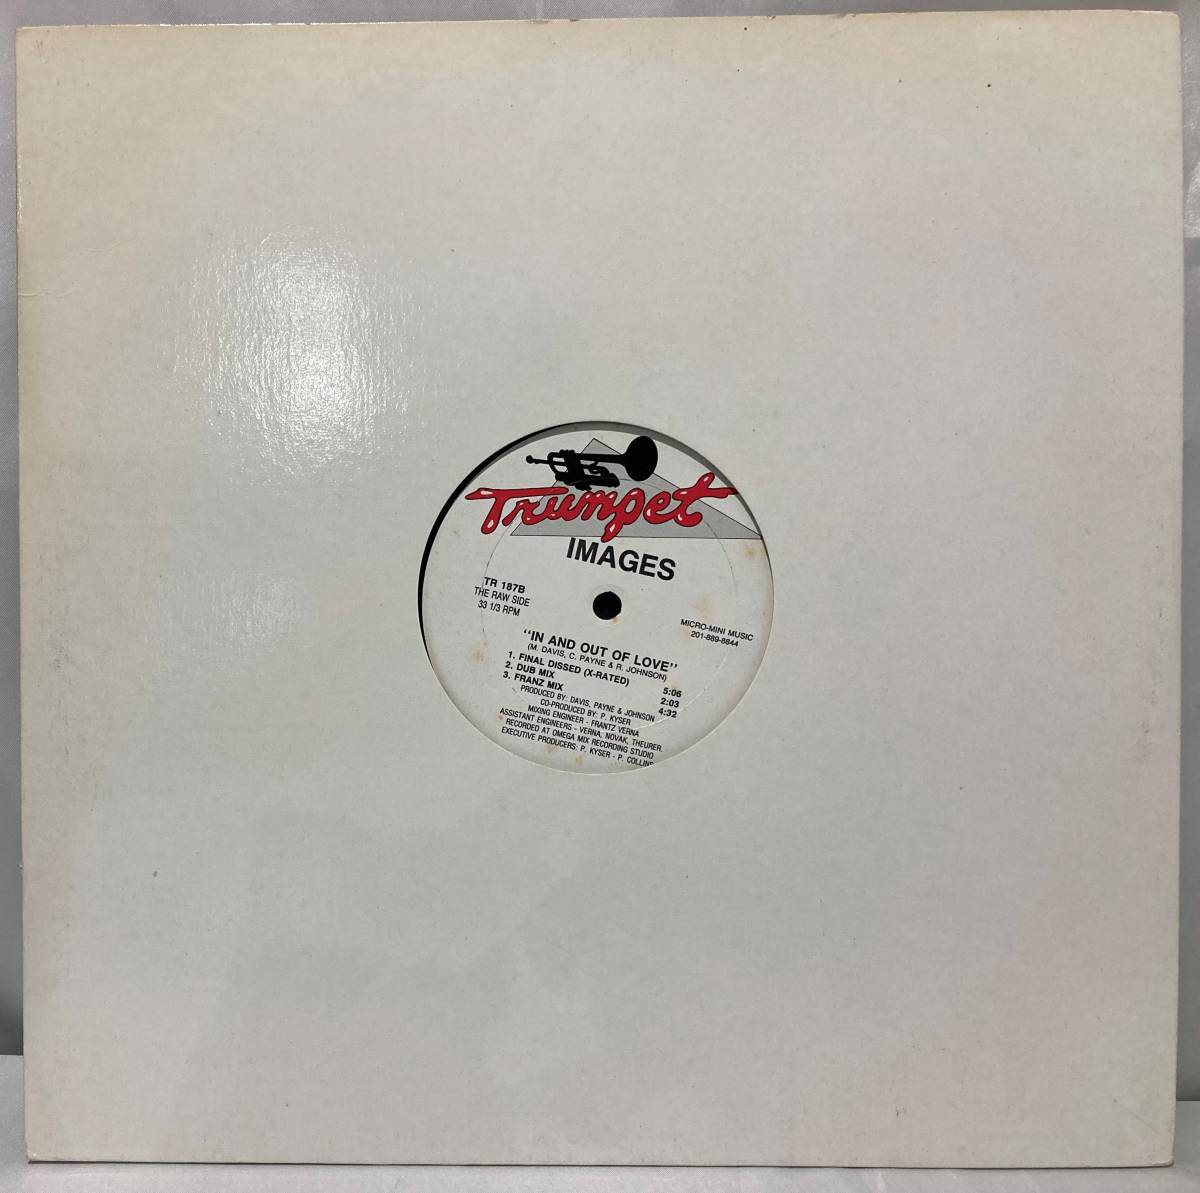 Trumpet
IMAGES
TR 187B
THE RAW SIDE
33 1/3 RPM
MICRO-MINI MUSIC
201-889-8844
"IN AND OUT OF LOVE"
(M. DAVIS, C. PAYNE & R. JOHNSON)
1. FINAL DISSED (X-RATED) 5:06
2. DUB MIX 2:03
3. FRANZ MIX 4:32
PRODUCED BY: DAVIS, PAYNE & JOHNSON
CO-PRODUCED BY: P. KYSER
MIXING ENGINEER - FRANTZ VERNA
ASSISTANT ENGINEERS - VERNA, NOVAK, THEURER.
RECORDED AT OMEGA MIX RECORDING STUDIO
EXECUTIVE PRODUCERS: P. KYSER - P. COLLINS